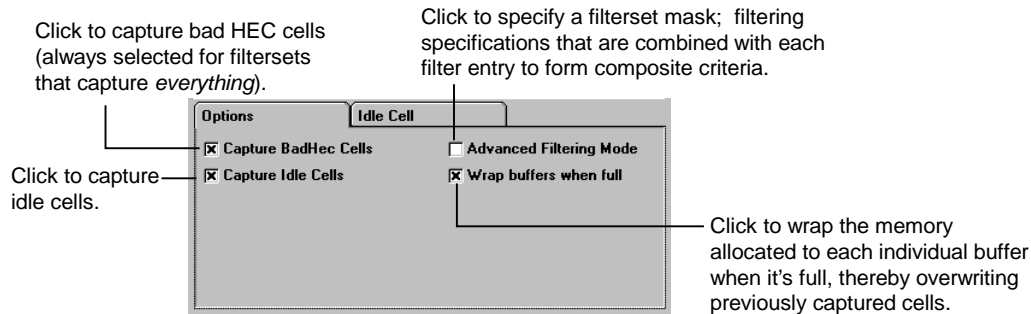 Click to capture bad HEC cells
(always selected for filtersets
that capture everything).
Click to specify a filterset mask;  filtering
specifications that are combined with each
filter entry to form composite criteria.
Options
Idle Cell
Capture BadHec Cells
Advanced Filtering Mode
Capture Idle Cells
Wrap buffers when full
Click to capture
idle cells.
Click to wrap the memory
allocated to each individual buffer
when it's full, thereby overwriting
previously captured cells.